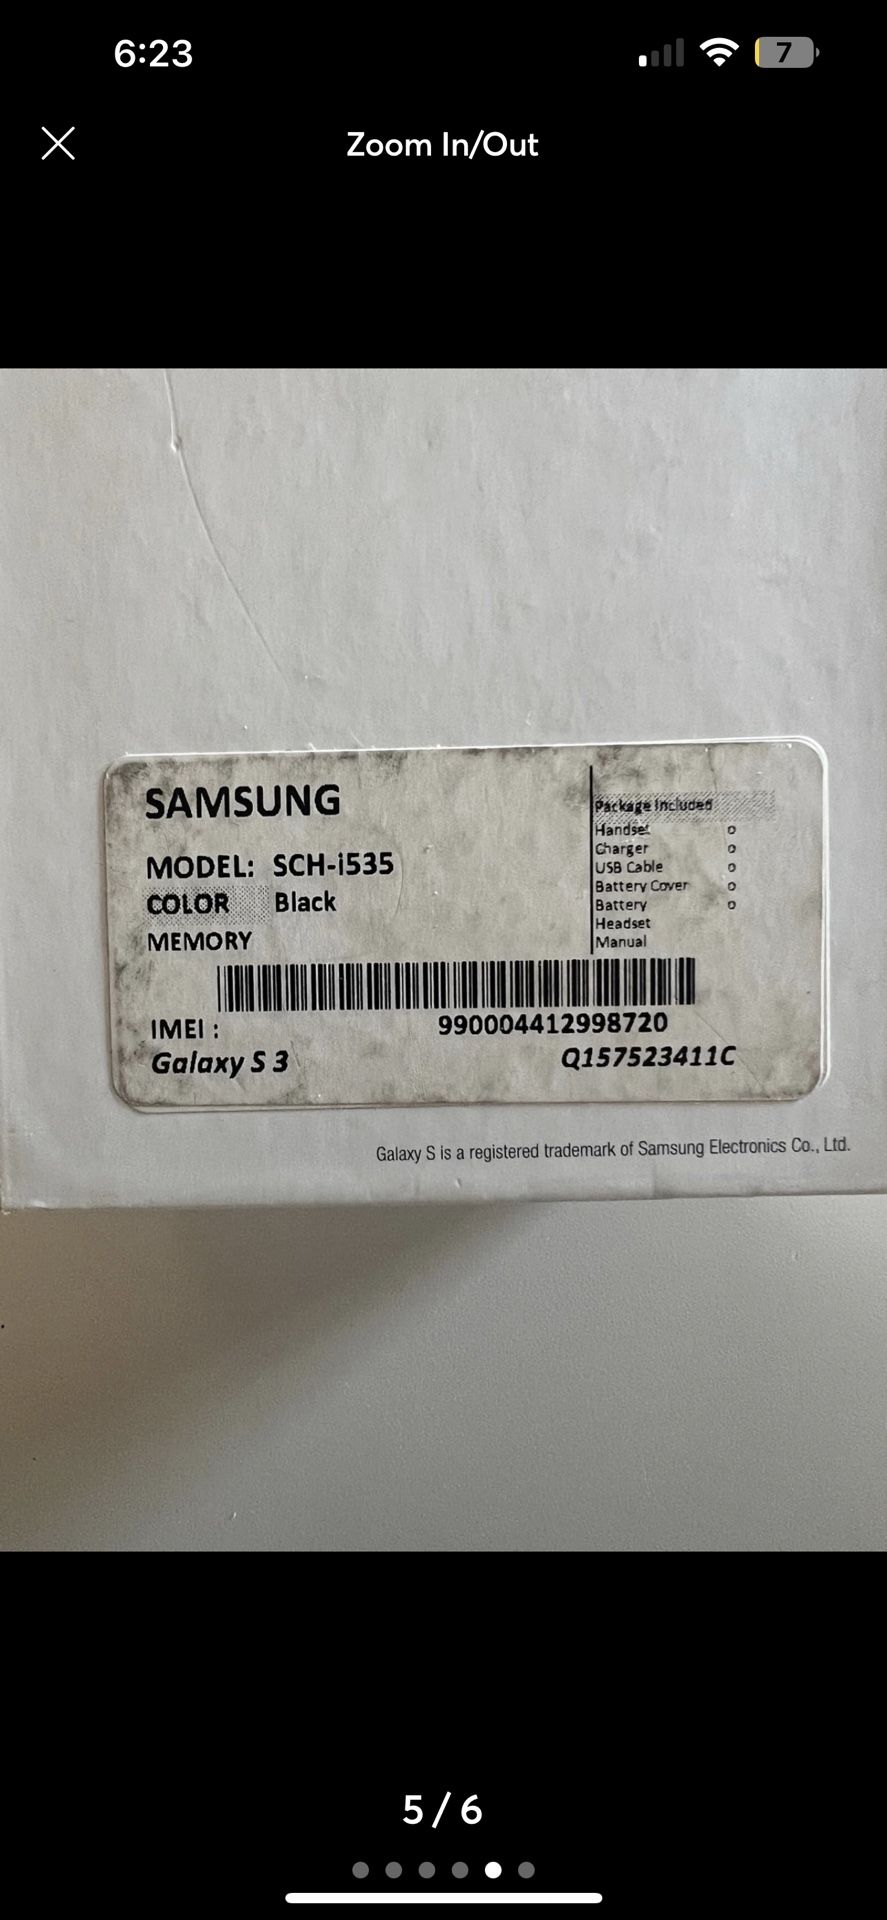 6:23
7
Zoom In/Out
SAMSUNG
MODEL: SCH-i535
COLOR Black
MEMORY
Package Included
Handset o
Charger o
USB Cable o
Battery Cover o
Battery o
Headset
Manual
IMEI : 990004412998720
Galaxy S 3 Q157523411C
Galaxy S is a registered trademark of Samsung Electronics Co., Ltd.
5 / 6